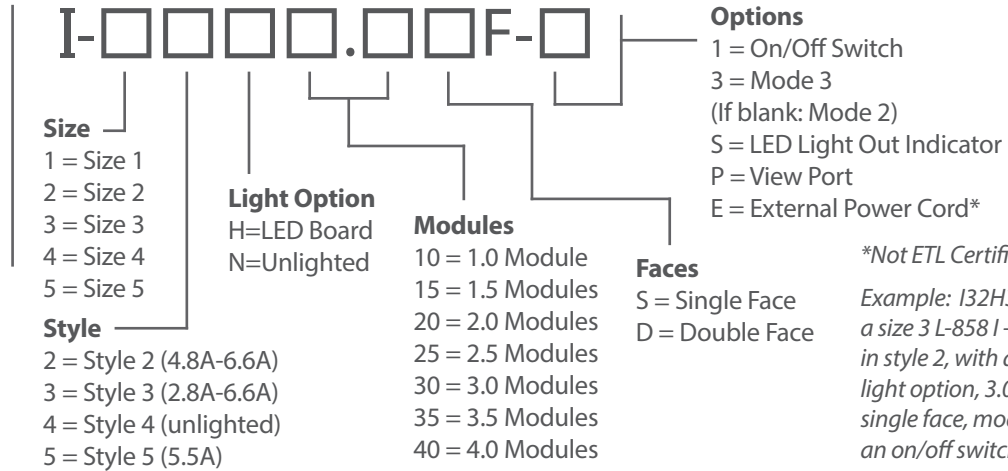 I-□□□□.□□F-□
Options
1 = On/Off Switch
3 = Mode 3
(If blank: Mode 2)
S = LED Light Out Indicator
P = View Port
E = External Power Cord*
Size
1 = Size 1
2 = Size 2
3 = Size 3
4 = Size 4
5 = Size 5
Style
2 = Style 2 (4.8A-6.6A)
3 = Style 3 (2.8A-6.6A)
4 = Style 4 (unlighted)
5 = Style 5 (5.5A)
Light Option
H=LED Board
N=Unlighted
Modules
10 = 1.0 Module
15 = 1.5 Modules
20 = 2.0 Modules
25 = 2.5 Modules
30 = 3.0 Modules
35 = 3.5 Modules
40 = 4.0 Modules
Faces
S = Single Face
D = Double Face
*Not ETL
Example:
a size 3 L-858 I
in style 2, with
light option,
single face,
an on/off